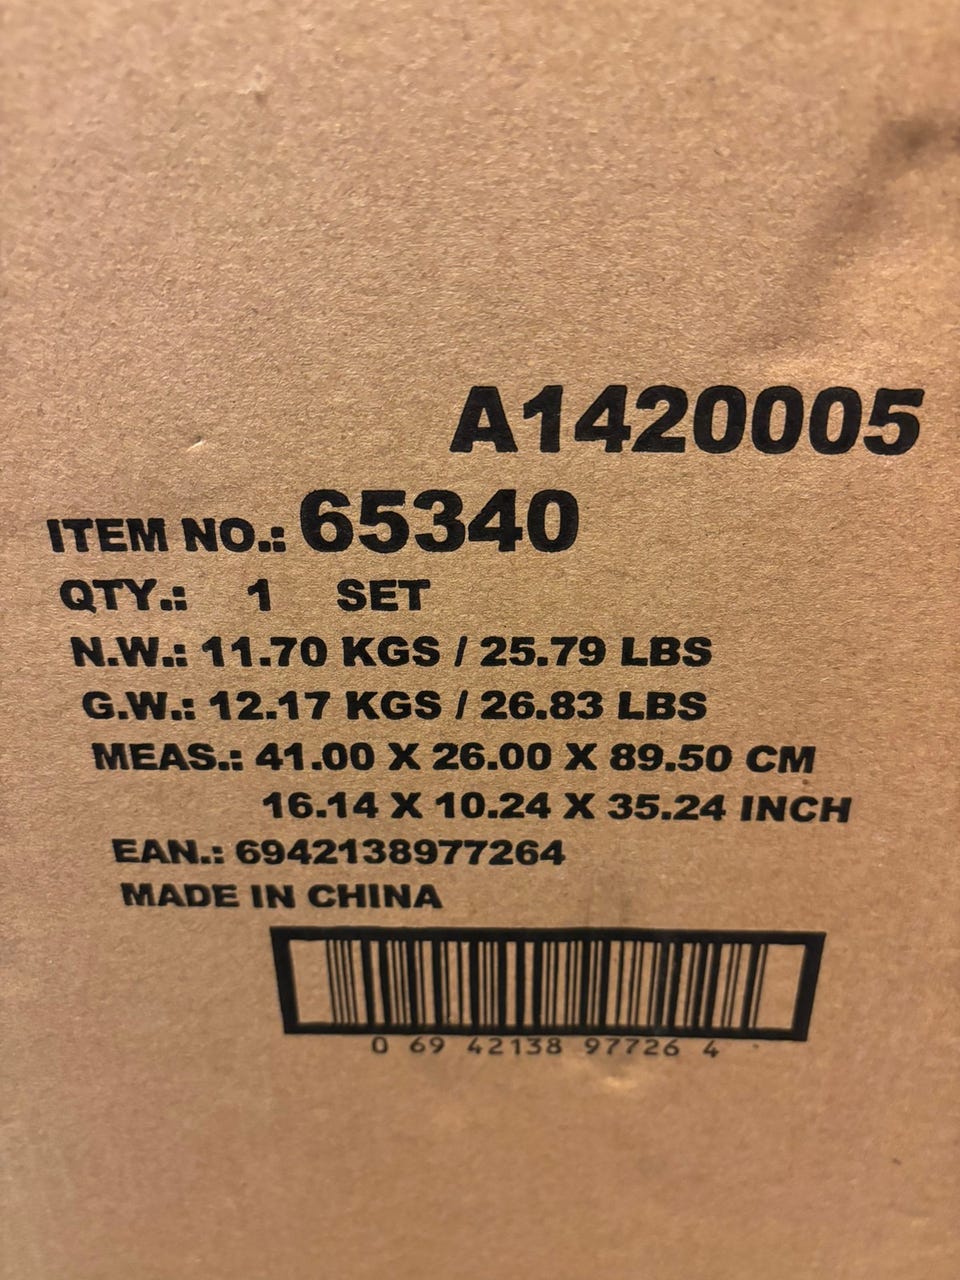 A1420005
ITEM NO.: 65340
QTY.: 1 SET
N.W.: 11.70 KGS / 25.79 LBS
G.W.: 12.17 KGS / 26.83 LBS
MEAS.: 41.00 X 26.00 X 89.50 CM
16.14 X 10.24 X 35.24 INCH
EAN.: 6942138977264
MADE IN CHINA
0 69 42138 97726 4